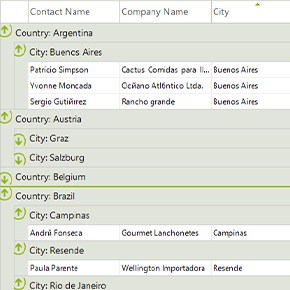 Contact Name Company Name City
Country: Argentina
City: Buenos Aires
Patricio Simpson Cactus Comidas para ll... Buenos Aires
Yvonne Moncada Océano Atlántico Ltda. Buenos Aires
Sergio Gutiérrez Rancho grande Buenos Aires
Country: Austria
City: Graz
City: Salzburg
Country: Belgium
Country: Brazil
City: Campinas
André Fonseca Gourmet Lanchonetes Campinas
City: Resende
Paula Parente Wellington Importadora Resende
City: Rio de Janeiro